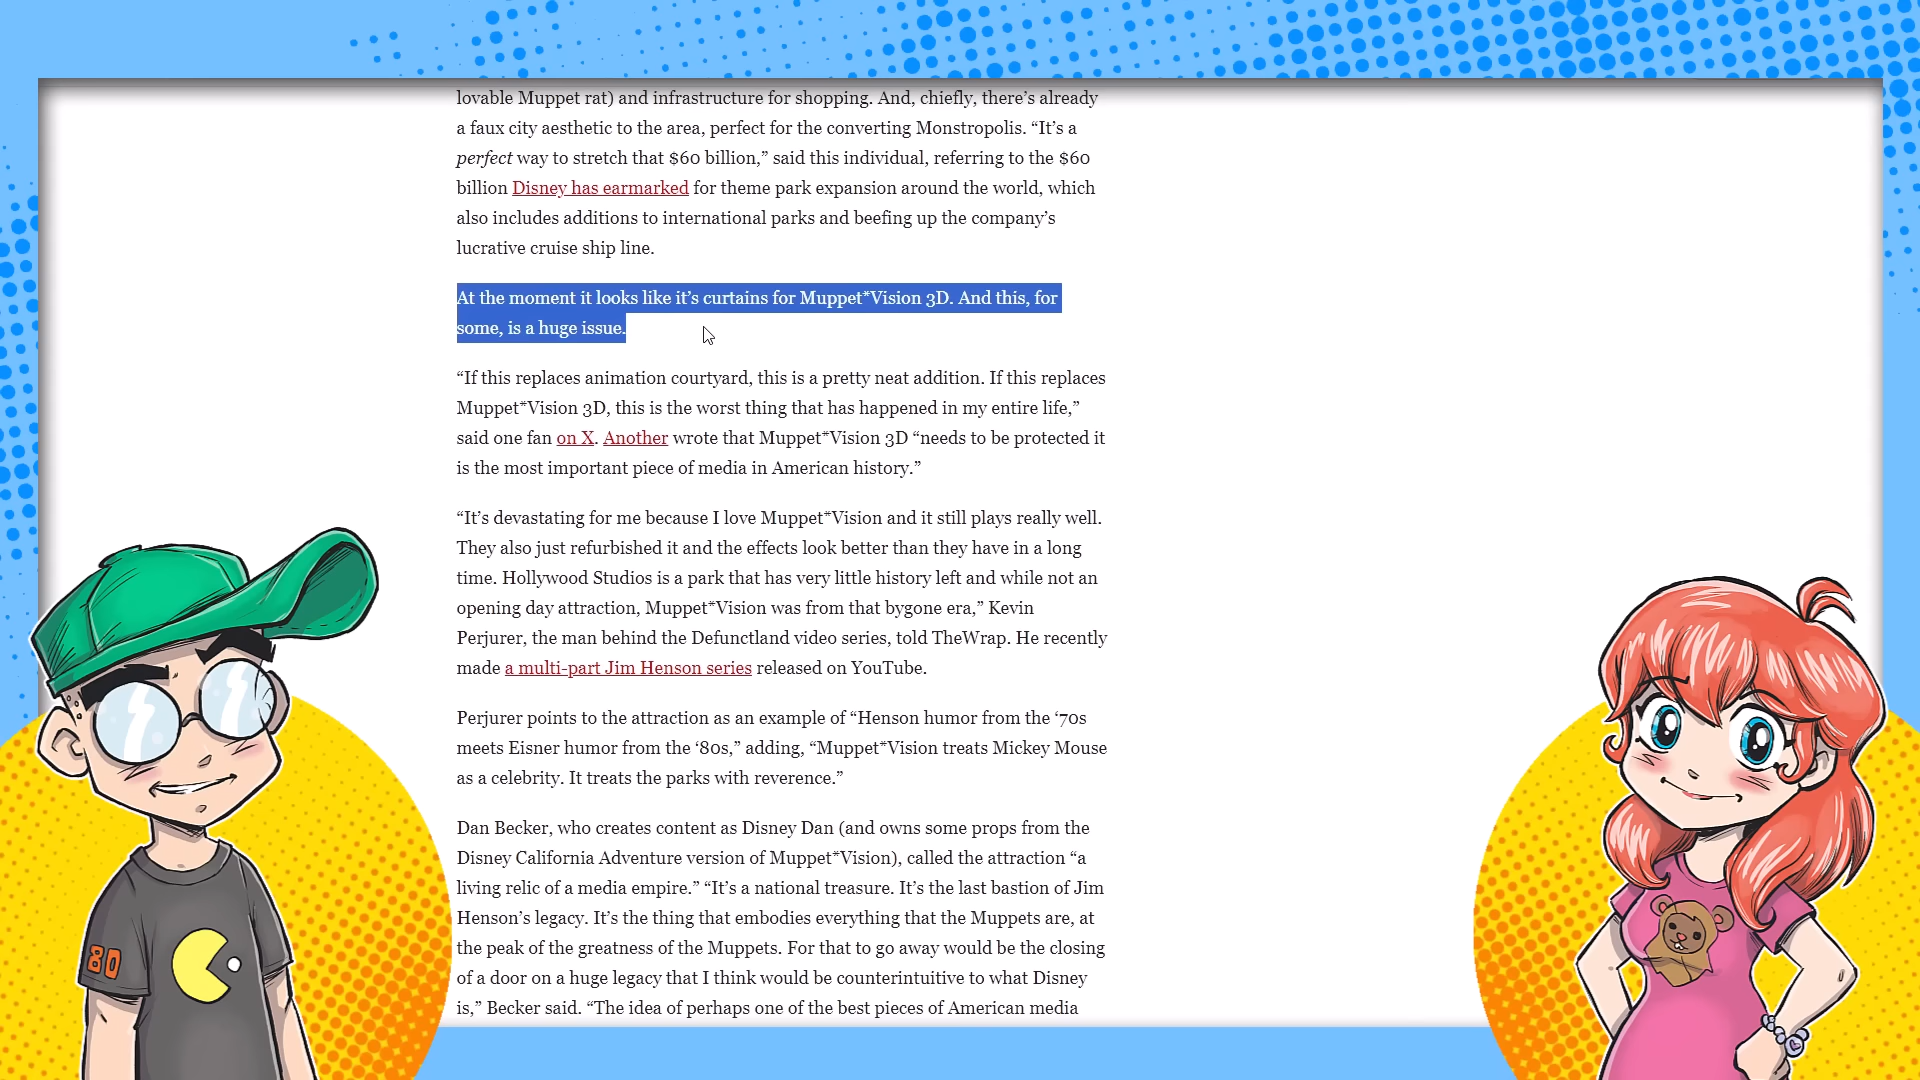 lovable Muppet rat) and infrastructure for shopping. And, chiefly, there’s already
a faux city aesthetic to the area, perfect for the converting Monstropolis. “It’s a
perfect way to stretch that $60 billion,” said this individual, referring to the $60
billion Disney has earmarked for theme park expansion around the world, which
also includes additions to international parks and beefing up the company’s
lucrative cruise ship line.
At the moment it looks like it’s curtains for Muppet*Vision 3D. And this, for
some, is a huge issue.
“If this replaces animation courtyard, this is a pretty neat addition. If this replaces
Muppet*Vision 3D, this is the worst thing that has happened in my entire life,”
said one fan on X. Another wrote that Muppet*Vision 3D “needs to be protected it
is the most important piece of media in American history.”
“It’s devastating for me because I love Muppet*Vision and it still plays really well.
They also just refurbished it and the effects look better than they have in a long
time. Hollywood Studios is a park that has very little history left and while not an
opening day attraction, Muppet*Vision was from that bygone era,” Kevin
Perjurer, the man behind the Defunctland video series, told TheWrap. He recently
made a multi-part Jim Henson series released on YouTube.
Perjurer points to the attraction as an example of “Henson humor from the ‘70s
meets Eisner humor from the ‘80s,” adding, “Muppet*Vision treats Mickey Mouse
as a celebrity. It treats the parks with reverence.”
Dan Becker, who creates content as Disney Dan (and owns some props from the
Disney California Adventure version of Muppet*Vision), called the attraction “a
living relic of a media empire.” “It’s a national treasure. It’s the last bastion of Jim
Henson’s legacy. It’s the thing that embodies everything that the Muppets are, at
the peak of the greatness of the Muppets. For that to go away would be the closing
of a door on a huge legacy that I think would be counterintuitive to what Disney
is,” Becker said. “The idea of perhaps one of the best pieces of American media
80